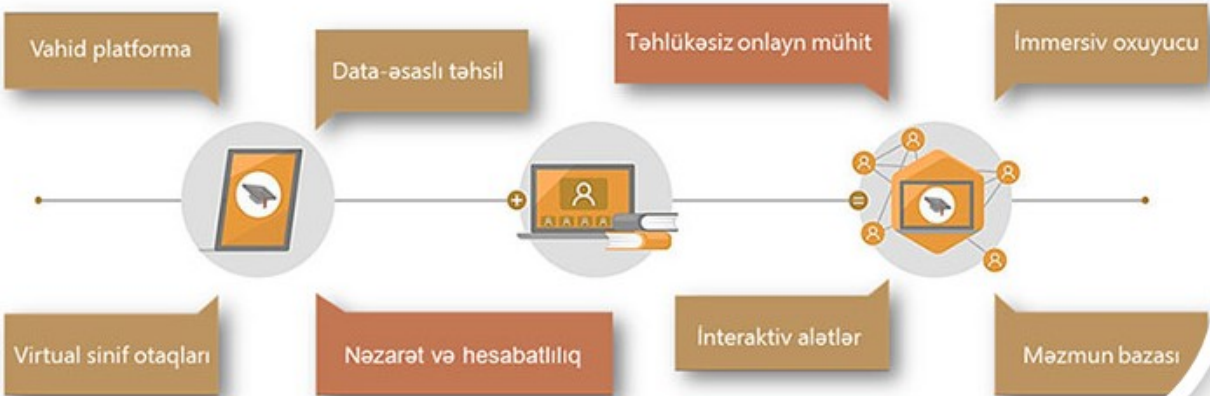 Vahid platforma
Data-əsaslı təhsil
Təhlükəsiz onlayn mühit
İmmersiv oxuyucu
Virtual sinif otaqları
Nəzarət və hesabatlılıq
İnteraktiv alətlər
Məzmun bazası